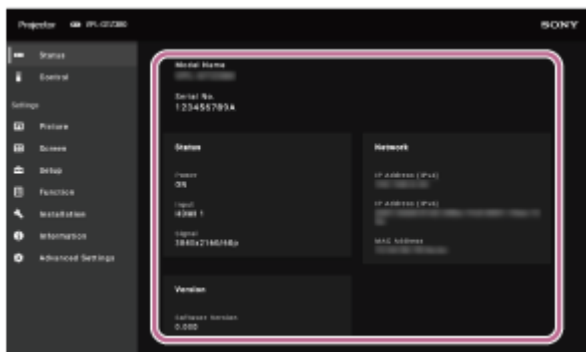 Projector
SONY
Status
Control
Settings
Picture
Screen
Setup
Function
Installation
Information
Advanced Settings
Model Name
Serial No.
123455789A
Status
Power
ON
Input
HDMI 1
Signal
3840x2160/60p
Network
IP Address (IPv4)
IP Address (IPv6)
MAC Address
Version
Software Version
0.000